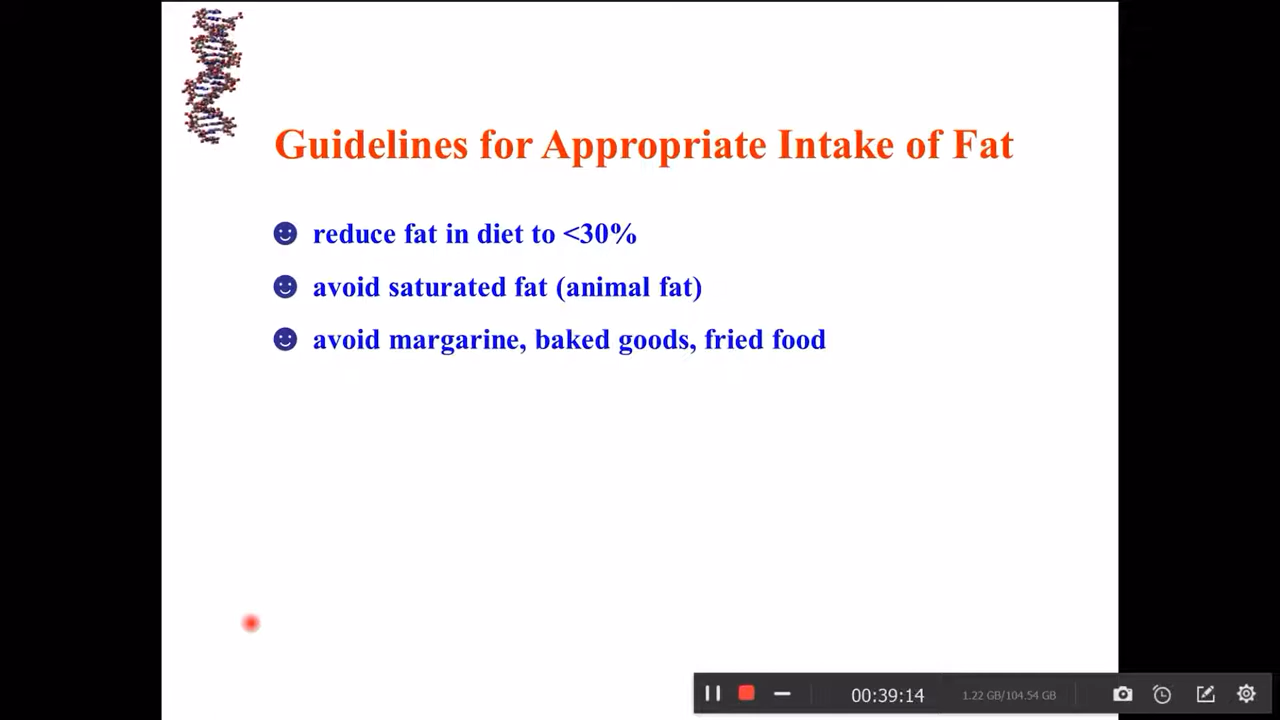 Guidelines for Appropriate Intake of Fat
reduce fat in diet to <30%
avoid saturated fat (animal fat)
avoid margarine, baked goods, fried food
00:39:14
1.22 GB/104.54 GB